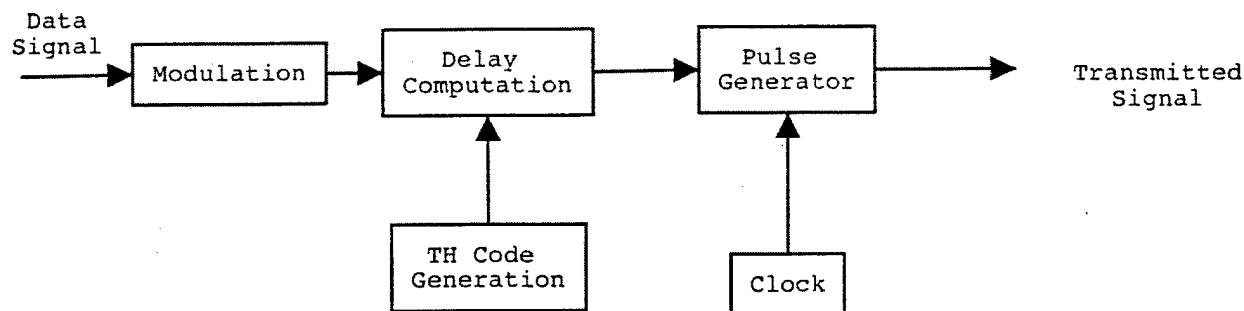 Data
Signal
Modulation
Delay
Computation
Pulse
Generator
Transmitted
Signal
TH Code
Generation
Clock